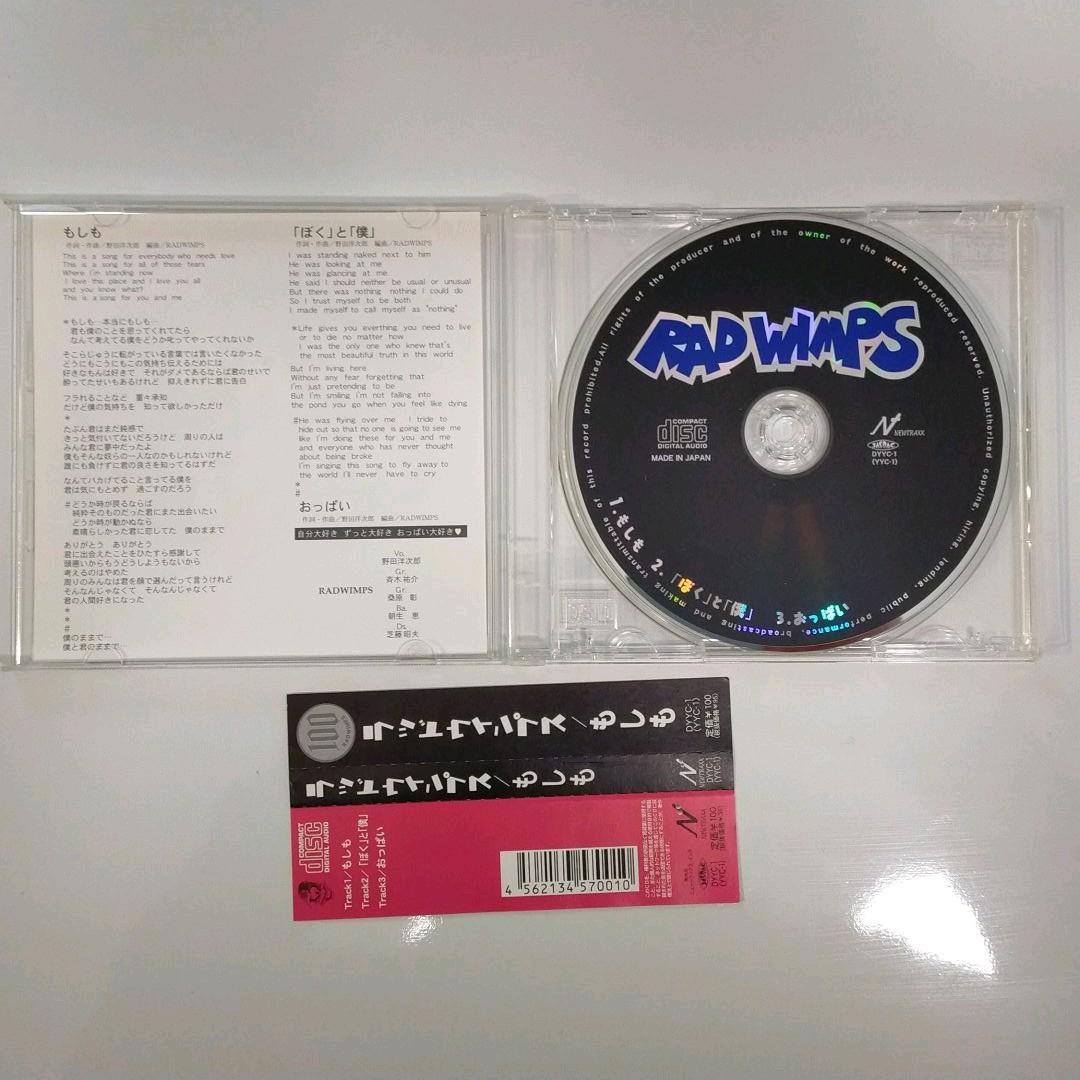 もしも
作詞・作曲／野田洋次郎　編曲／RADWIMPS
This is a song for everybody who needs love
This is a song for all of those tears
Where I'm standing now
I love this place and I love you all
and you know what?
This is a song for you and me
＊もしも…本当にもしも…
君も僕のことを思ってくれてたら
なんて考えてる僕をどうか叱ってやってくれないか
そこらじゅうに転がっている言葉では言いたくなかった
どうにもこうにもこの気持ち伝えるためには
好きなもんは好きで　それがダメであるならば君のせいで
酔ってたせいもあるけれど　抑えきれずに君に告白
フラれることなど　重々承知
だけど僕の気持ちを　知って欲しかっただけ
＊
たぶん君はまだ鈍感で
きっと気付いてないだろうけど　周りの人は
みんな君に夢中だったよ
僕もそんな奴らの一人なのかもしれないけれど
誰にも負けずに君の良さを知ってるはずだ
なんてバカげてること言ってる僕を
君は気にもとめず　過ごすのだろう
＃どうか時が戻るならば
純粋そのものだった君にまた出会いたい
どうか時が動かぬなら
素晴らしかった君に恋してた　僕のままで
ありがとう　ありがとう
君に出会えたことをひたすら感謝して
頭悪いからもうどうしようもないから
考えるのはやめた
周りのみんなは君を顔で選んだって言うけれど
そんなんじゃなくて　そんなんじゃなくて
君の人間好きになった
＊
＊
＃
僕のままで…
僕と君のままで…
「ぼく」と「僕」
作詞・作曲／野田洋次郎　編曲／RADWIMPS
I was standing naked next to him
He was looking at me
He was glancing at me
He said I should neither be usual or unusual
But there was nothing nothing I could do
So I trust myself to be both
I made myself to call myself as "nothing"
＊Life gives you everthing you need to live
or to die no matter how
I was the only one who knew that's
the most beautiful truth in this world
But I'm living here
Without any fear forgetting that
I'm just pretending to be
But I'm smiling I'm not falling into
the pond you go when you feel like dying
#He was flying over me I tride to
hide out so that no one is going to see me
like I'm doing these for you and me
and everyone who has never thought
about being broke
I'm singing this song to fly away to
the world I'll never have to cry
＊
#
おっぱい
作詞・作曲／野田洋次郎　編曲／RADWIMPS
自分大好き ずっと大好き おっぱい大好き♥
RADWIMPS
Vo.
野田洋次郎
Gr.
斉木祐介
Gr.
桑原 彰
Ba.
朝生 恵
Ds.
芝藤昭夫
All rights of the producer and of the owner of the work reproduced reserved. Unauthorized copying, hiring, lending, public performance, broadcasting, and making transmittable of this record prohibited.
RADWIMPS
COMPACT
disc
DIGITAL AUDIO
MADE IN JAPAN
N
NEWTRAXX
DYYC-1
(YYC-1)
1.もしも 2.「ぼく」と「僕」 3.おっぱい
100
RADWIMPS
ラッドウィンプス／もしも
DYYC-1
(YYC-1)
定価¥100
(税抜価格¥95)
ラッドウィンプス／もしも
NEWTRAXX
DYYC-1
(YYC-1)
COMPACT
disc
DIGITAL AUDIO
Track1／もしも
Track2／「ぼく」と「僕」
Track3／おっぱい
4 562134 570010
NEWTRAXX
定価¥100
DYYC-1
(YYC-1)